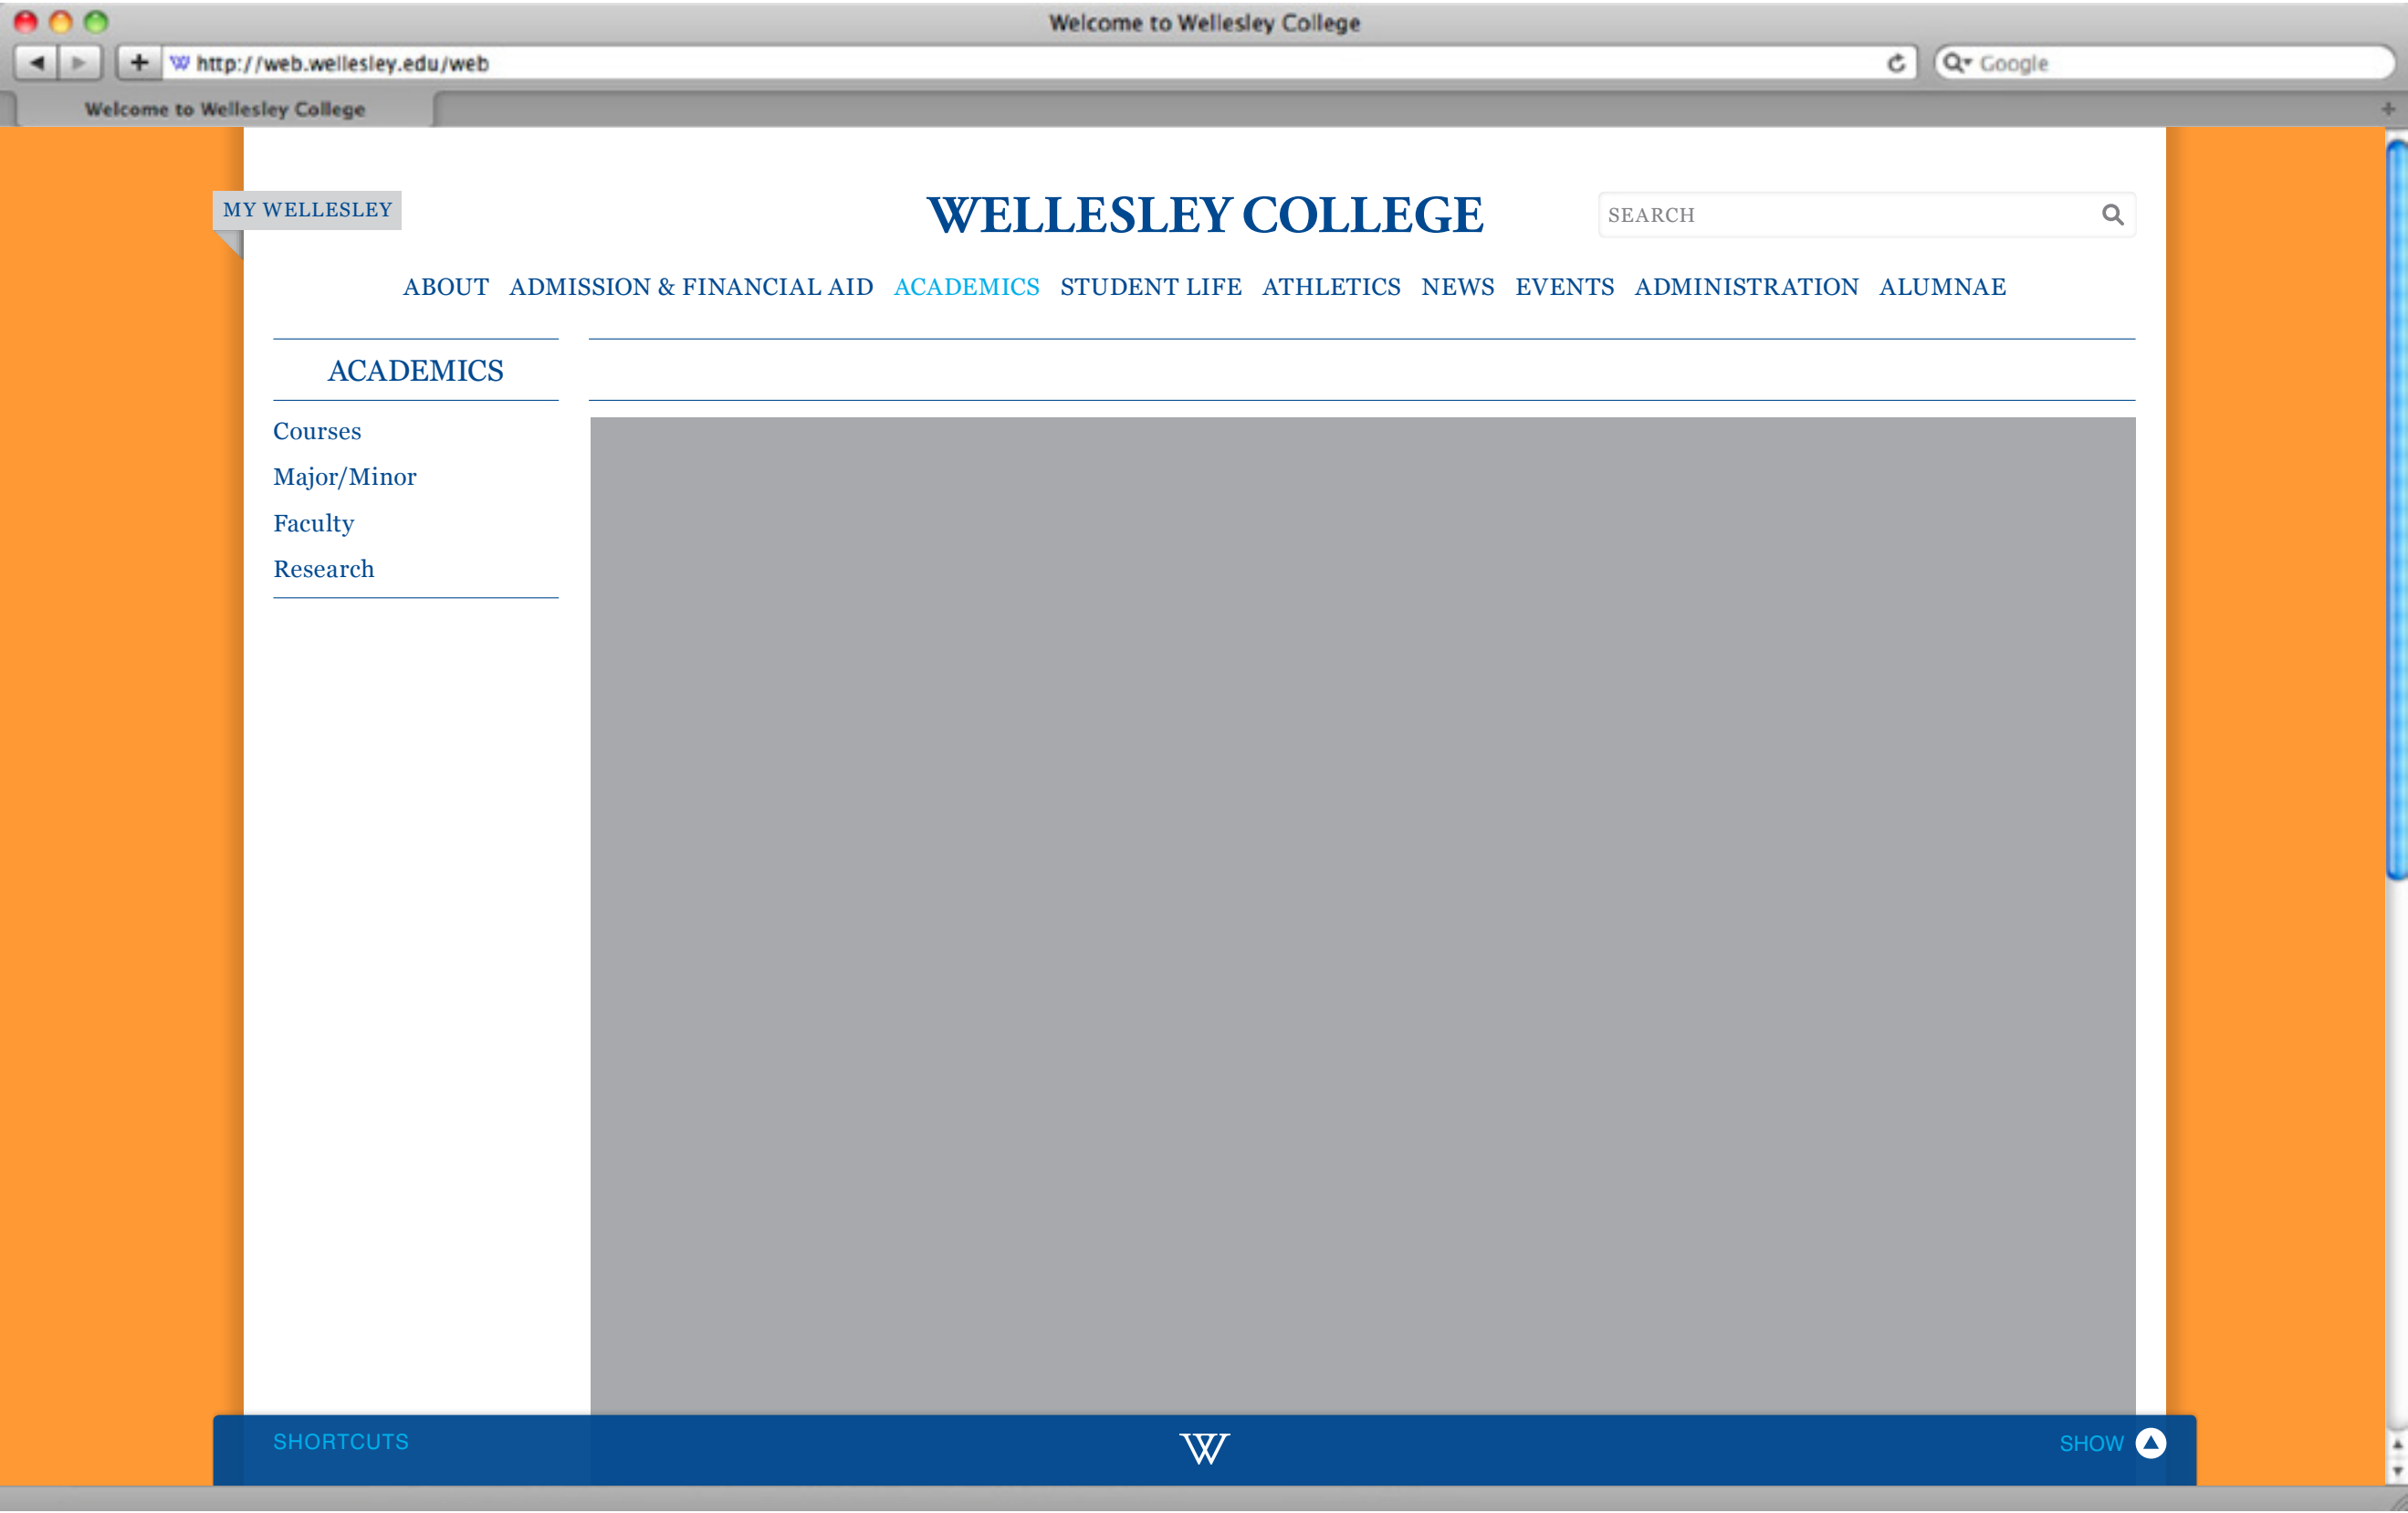 Welcome to Wellesley College
http://web.wellesley.edu/web
Google
Welcome to Wellesley College
MY WELLESLEY
WELLESLEY COLLEGE
SEARCH
ABOUT ADMISSION & FINANCIAL AID ACADEMICS STUDENT LIFE ATHLETICS NEWS EVENTS ADMINISTRATION ALUMNAE
ACADEMICS
Courses
Major/Minor
Faculty
Research
SHORTCUTS
W
SHOW